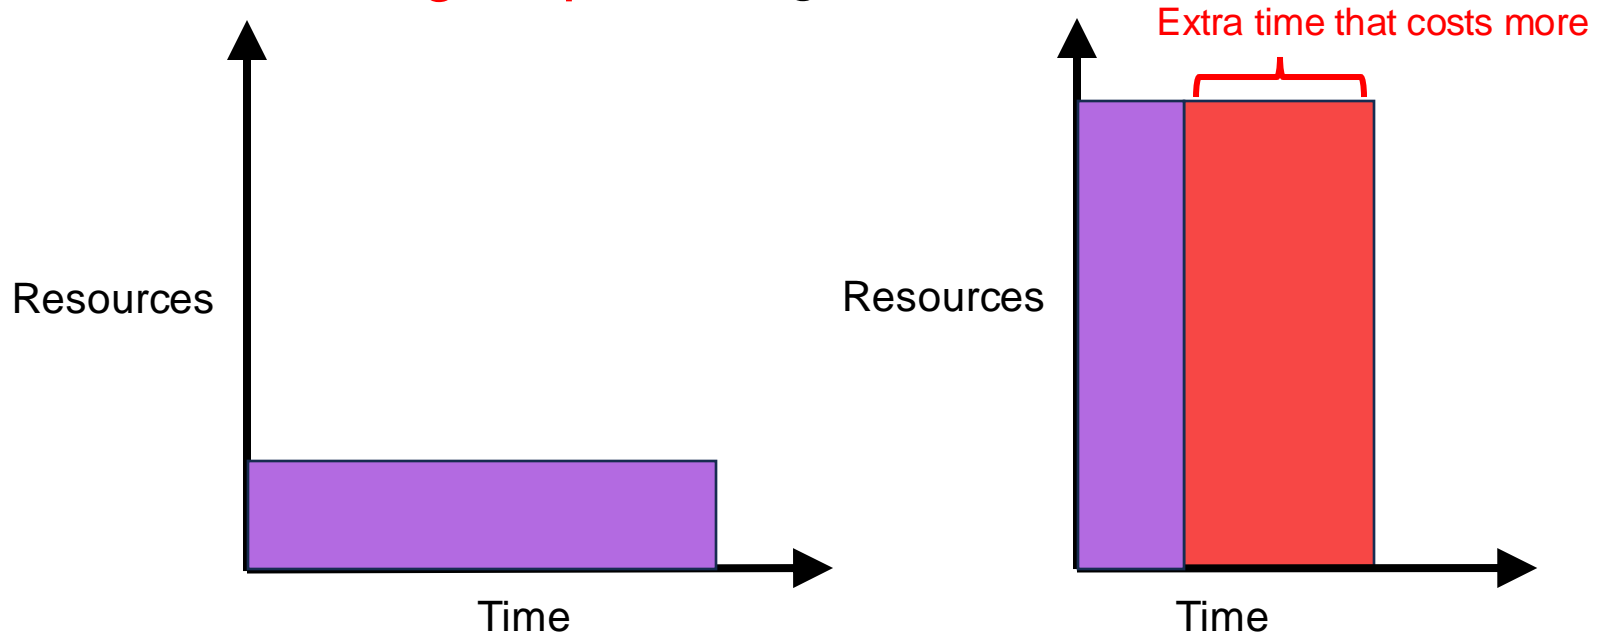 Extra time that costs more
Resources
Resources
Time
Time